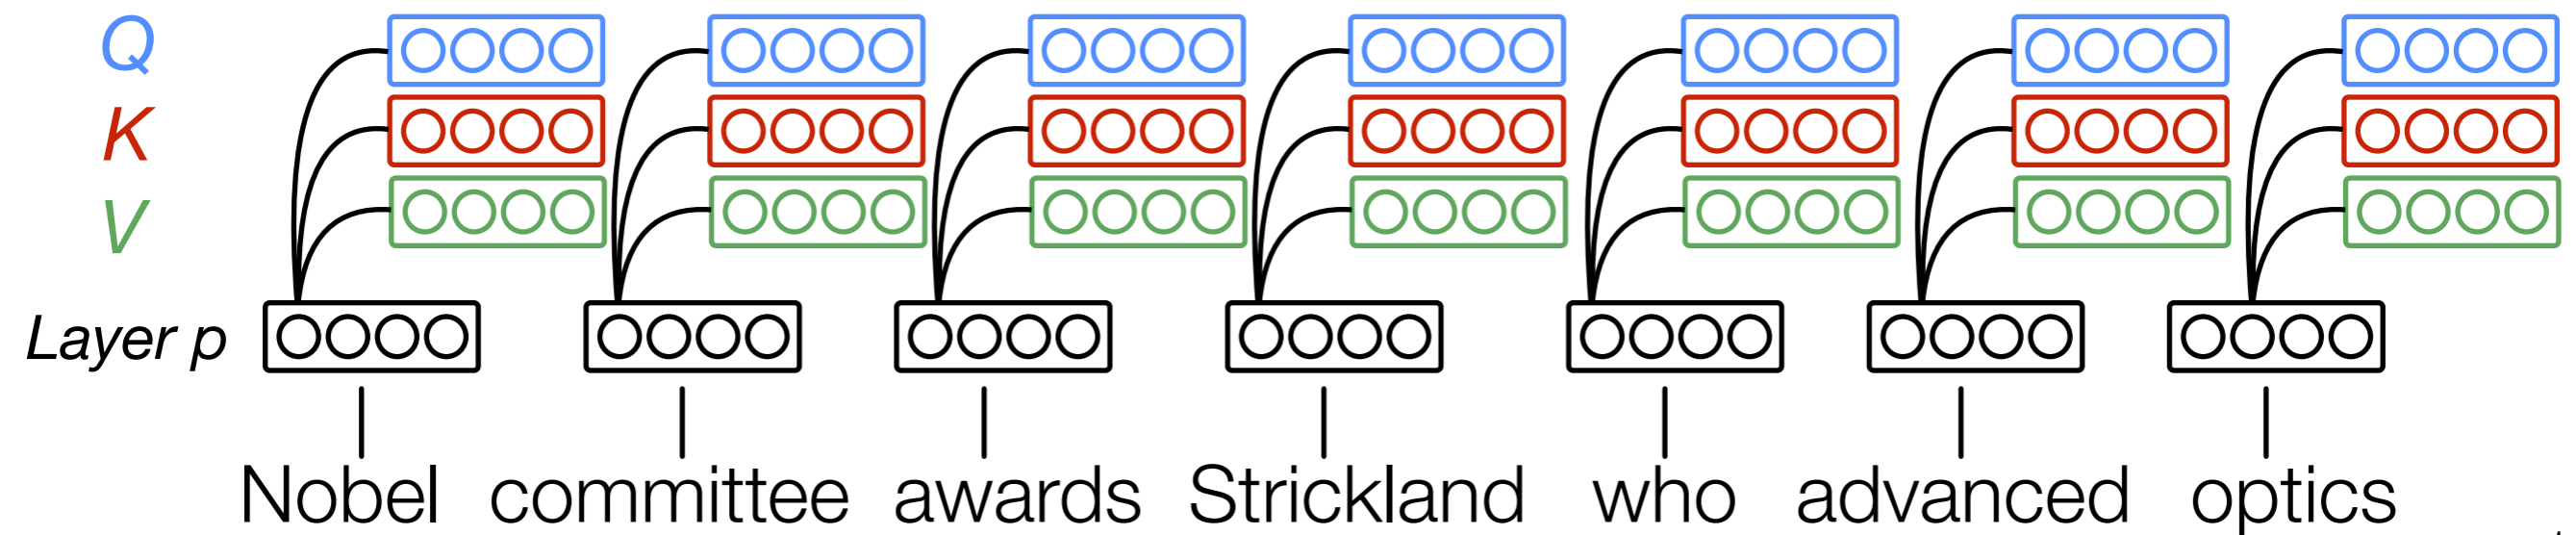 Q
K
V
Layer p
Nobel committee awards Strickland who advanced optics